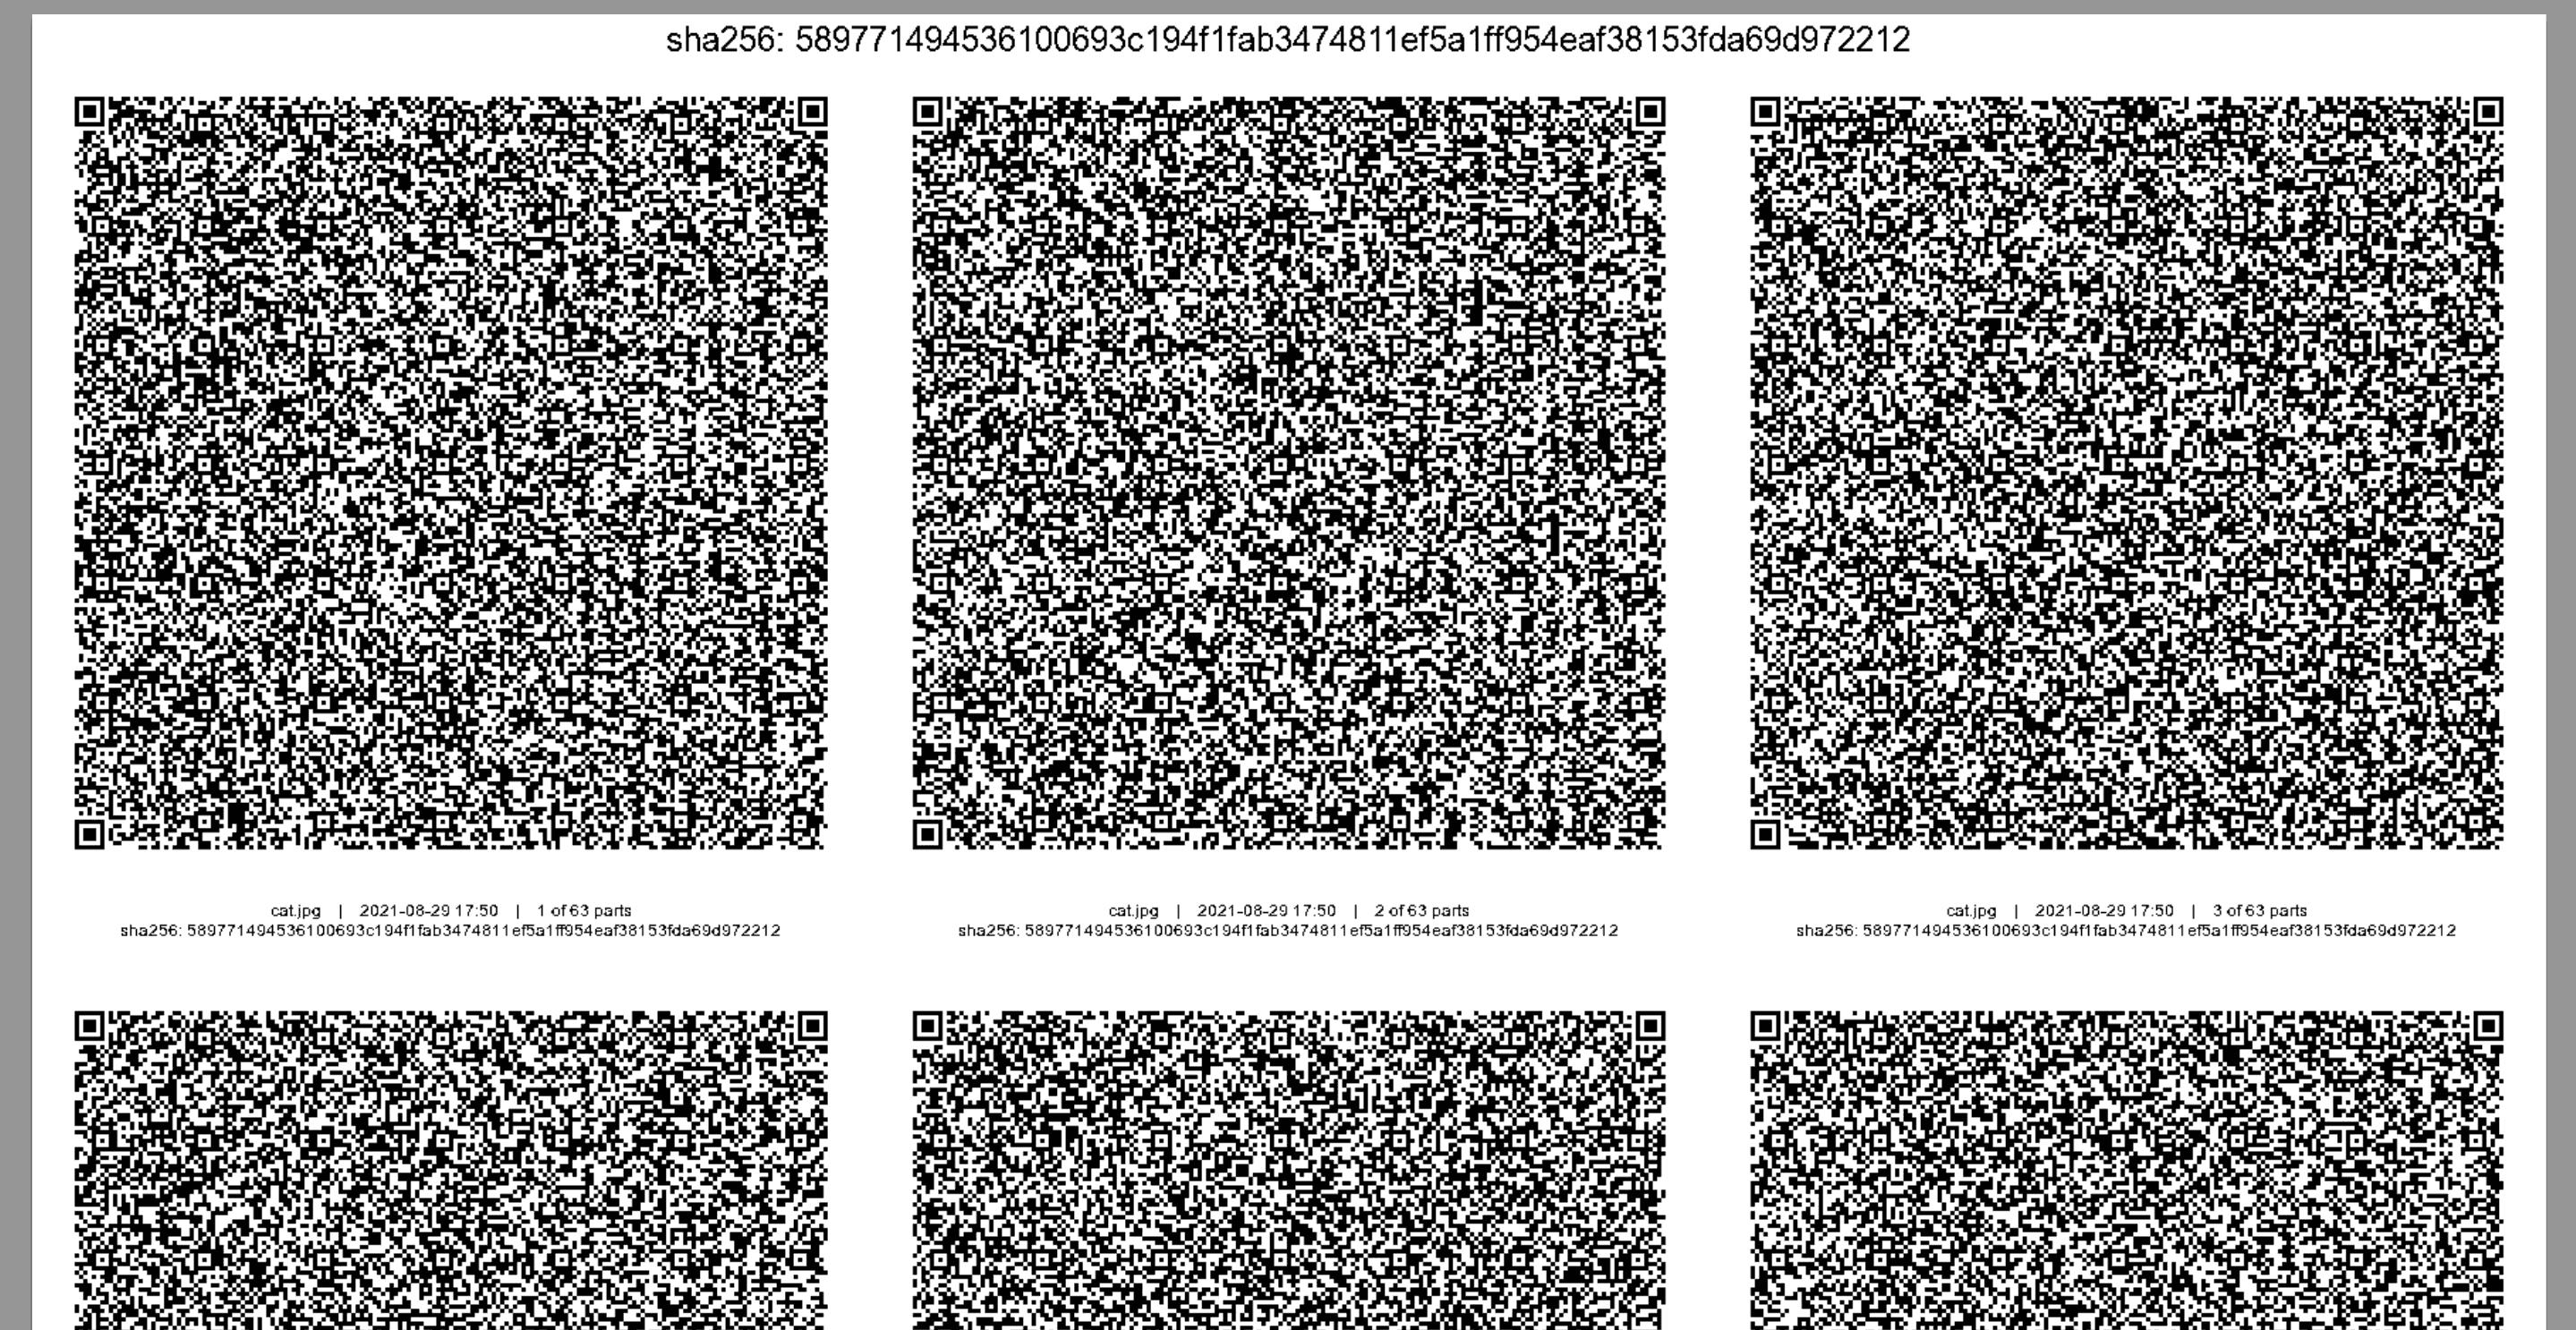 sha256: 589771494536100693c194f1fab3474811ef5a1ff954eaf38153fda69d972212
cat.jpg | 2021-08-29 17:50 | 1 of 63 parts
sha256: 589771494536100693c194f1fab3474811ef5a1ff954eaf38153fda69d972212
cat.jpg | 2021-08-29 17:50 | 2 of 63 parts
sha256: 589771494536100693c194f1fab3474811ef5a1ff954eaf38153fda69d972212
cat.jpg | 2021-08-29 17:50 | 3 of 63 parts
sha256: 589771494536100693c194f1fab3474811ef5a1ff954eaf38153fda69d972212